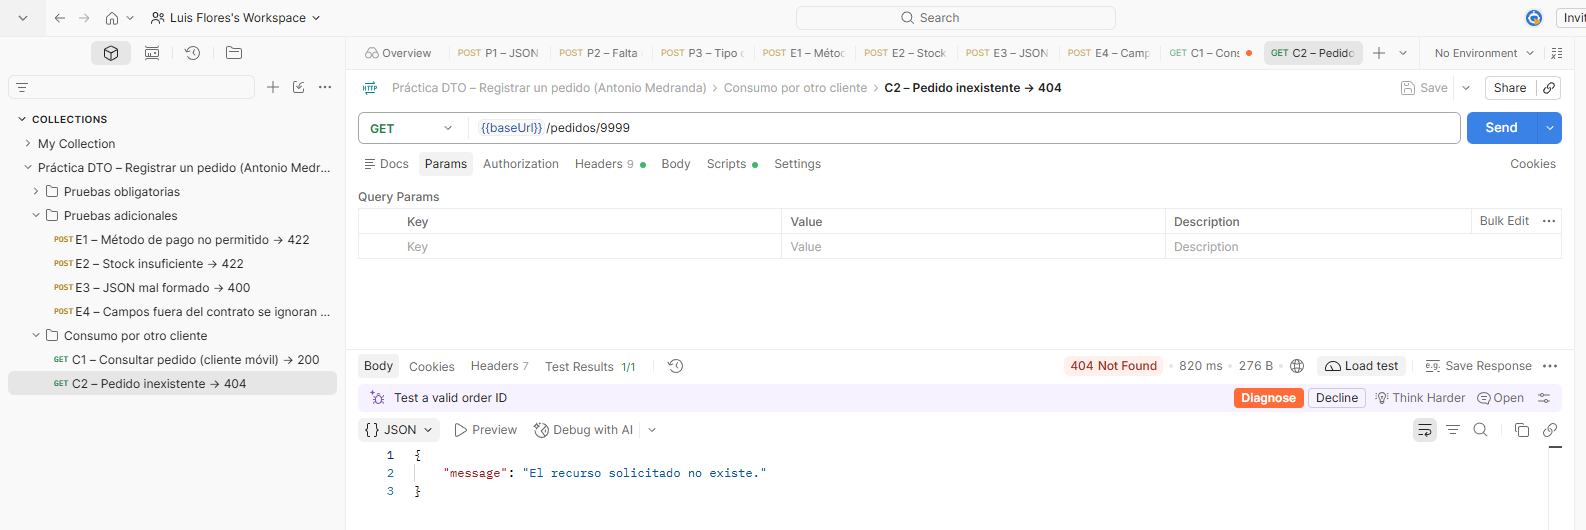 Luis Flores's Workspace
Search
Invit
Overview
POST P1 – JSON
POST P2 – Falta
POST P3 – Tipo
POST E1 – Méto
POST E2 – Stock
POST E3 – JSON
POST E4 – Camp
GET C1 – Cons
GET C2 – Pedido
No Environment
COLLECTIONS
My Collection
Práctica DTO – Registrar un pedido (Antonio Medr...
Pruebas obligatorias
Pruebas adicionales
POST E1 – Método de pago no permitido → 422
POST E2 – Stock insuficiente → 422
POST E3 – JSON mal formado → 400
POST E4 – Campos fuera del contrato se ignoran ...
Consumo por otro cliente
GET C1 – Consultar pedido (cliente móvil) → 200
GET C2 – Pedido inexistente → 404
HTTP Práctica DTO – Registrar un pedido (Antonio Medranda) > Consumo por otro cliente > C2 – Pedido inexistente → 404
Save
Share
GET {{baseUrl}} /pedidos/9999
Send
Docs Params Authorization Headers 9 Body Scripts Settings
Cookies
Query Params
Key Value Description Bulk Edit
Key Value Description
Body Cookies Headers 7 Test Results 1/1
404 Not Found • 820 ms • 276 B
Load test
e.g. Save Response
Test a valid order ID
Diagnose Decline Think Harder Open
{} JSON Preview Debug with AI
1 {
2 "message": "El recurso solicitado no existe."
3 }